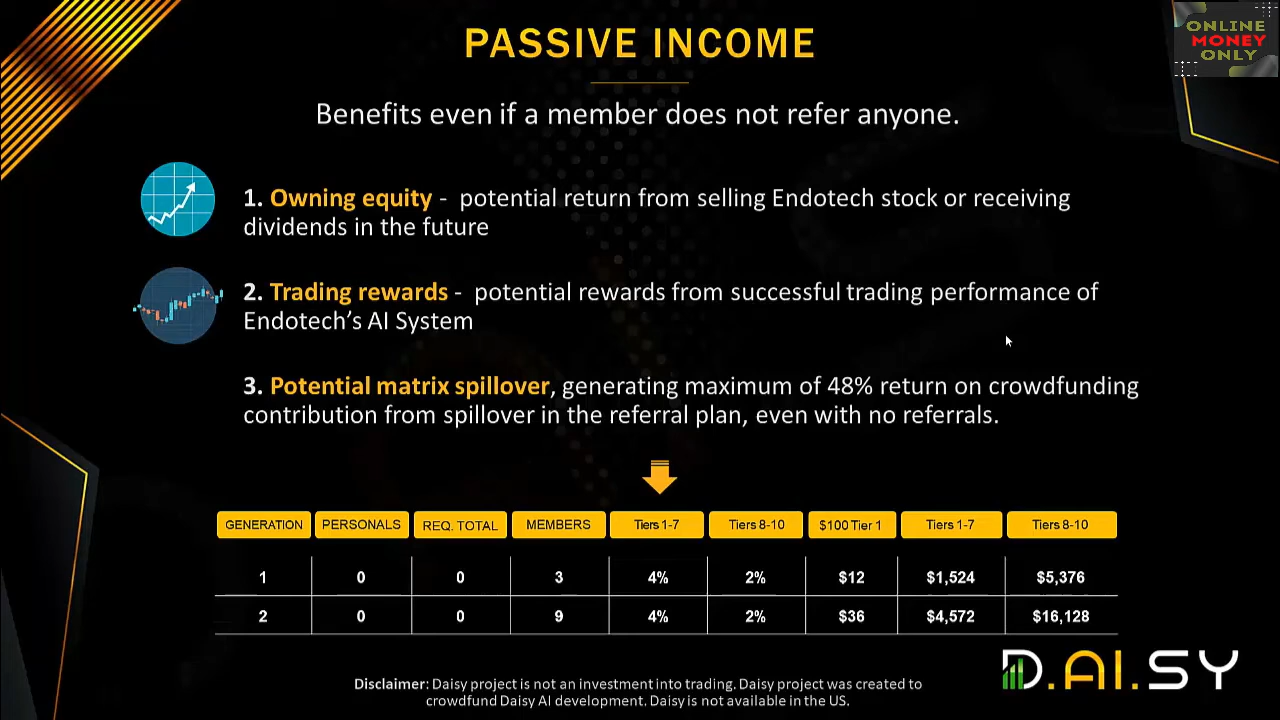 ONLINE
MONEY
ONLY
PASSIVE INCOME
Benefits even if a member does not refer anyone.
1. Owning equity - potential return from selling Endotech stock or receiving
dividends in the future
2. Trading rewards - potential rewards from successful trading performance of
Endotech's AI System
3. Potential matrix spillover, generating maximum of 48% return on crowdfunding
contribution from spillover in the referral plan, even with no referrals.
GENERATION PERSONALS REQ. TOTAL MEMBERS Tiers 1-7 Tiers 8-10 $100 Tier 1 Tiers 1-7 Tiers 8-10
1 0 0 3 4% 2% $12 $1,524 $5,376
2 0 0 9 4% 2% $36 $4,572 $16,128
D.AI.SY
Disclaimer: Daisy project is not an investment into trading. Daisy project was created to
crowdfund Daisy AI development. Daisy is not available in the US.